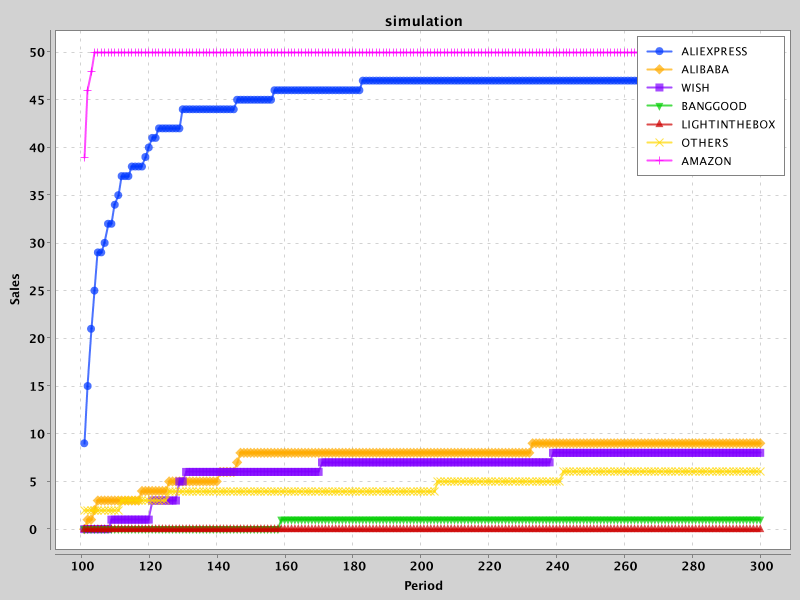 simulation
50
45
40
35
30
25
20
15
10
5
0
Sales
ALIEXPRESS
ALIBABA
WISH
BANGGOOD
LIGHTINTHEBOX
OTHERS
AMAZON
100 120 140 160 180 200 220 240 260 280 300
Period